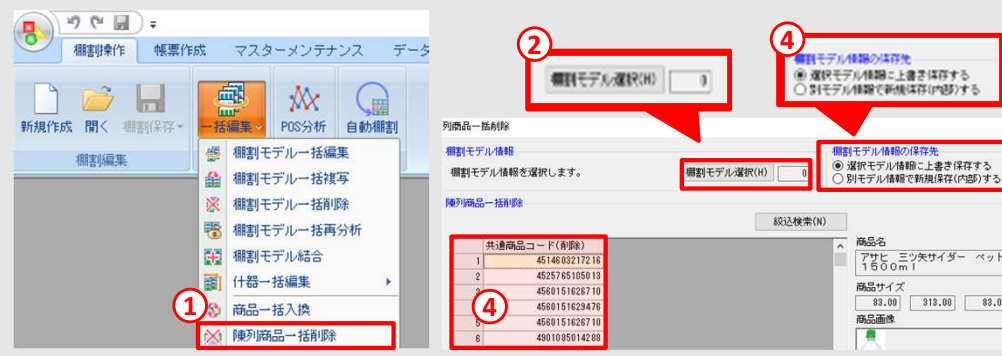 棚割操作 帳票作成 マスターメンテナンス データ
新規作成 開く 棚割保存 一括編集 POS分析 自動棚割
棚割編集
棚割モデル一括編集
棚割モデル一括複写
棚割モデル一括削除
棚割モデル一括再分析
棚割モデル結合
什器一括編集
① 商品一括入換
陳列商品一括削除
②
棚割モデル選択(H) 0
④
棚割モデル情報の保存先
選択モデル情報に上書き保存する
別モデル情報で新規保存(内部)する
列商品一括削除
棚割モデル情報
棚割モデル情報を選択します。 棚割モデル選択(H) 0
棚割モデル情報の保存先
選択モデル情報に上書き保存する
別モデル情報で新規保存(内部)する
陳列商品一括削除
絞込検索(N)
共通商品コード(削除)
1 4514603217216
2 4525765105013
4560151626710
④ 4560151629476
5 4560151626710
6 4901085014288
商品名
アサヒ 三ツ矢サイダー ペット
1500ml
商品サイズ
83.00 313.00 83.0
商品画像